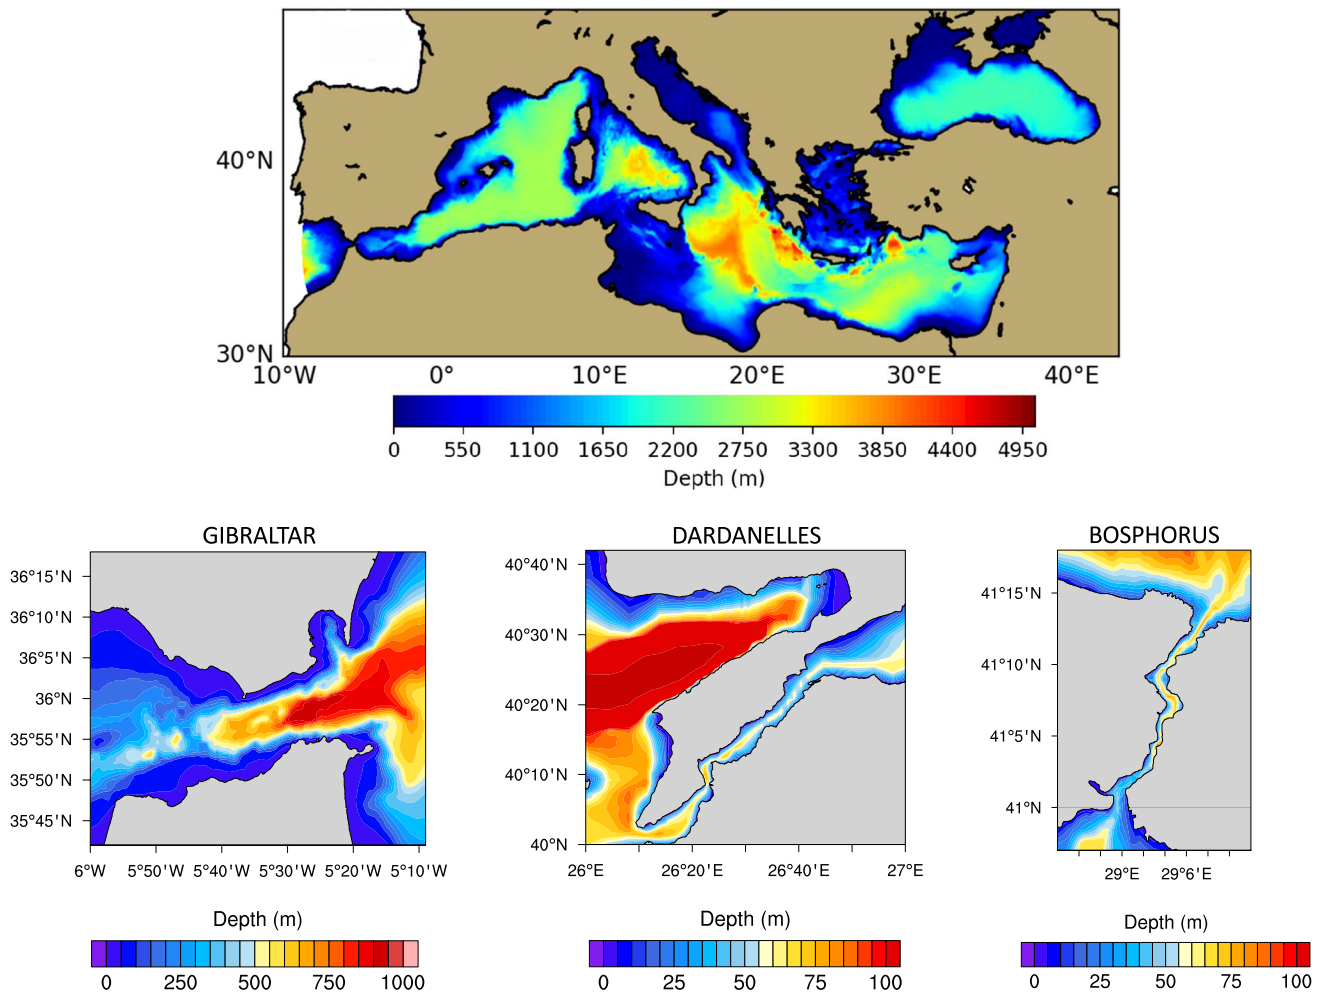 40°N
30°N
10°W 0° 10°E 20°E 30°E 40°E
0 550 1100 1650 2200 2750 3300 3850 4400 4950
Depth (m)
GIBRALTAR
36°15'N
36°10'N
36°5'N
36°N
35°55'N
35°50'N
35°45'N
6°W 5°50'W 5°40'W 5°30'W 5°20'W 5°10'W
Depth (m)
0 250 500 750 1000
DARDANELLES
40°40'N
40°30'N
40°20'N
40°10'N
40°N
26°E 26°20'E 26°40'E 27°E
Depth (m)
0 25 50 75 100
BOSPHORUS
41°15'N
41°10'N
41°5'N
41°N
29°E 29°6'E
Depth (m)
0 25 50 75 100